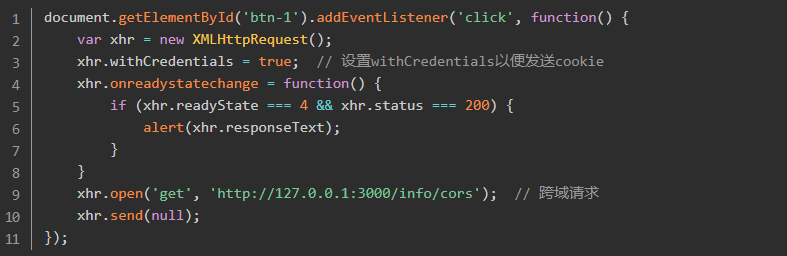 1 document.getElementById('btn-1').addEventListener('click', function() {
2     var xhr = new XMLHttpRequest();
3     xhr.withCredentials = true;  // 设置withCredentials以便发送cookie
4     xhr.onreadystatechange = function() {
5         if (xhr.readyState === 4 && xhr.status === 200) {
6             alert(xhr.responseText);
7         }
8     }
9     xhr.open('get', 'http://127.0.0.1:3000/info/cors');  // 跨域请求
10     xhr.send(null);
11 });